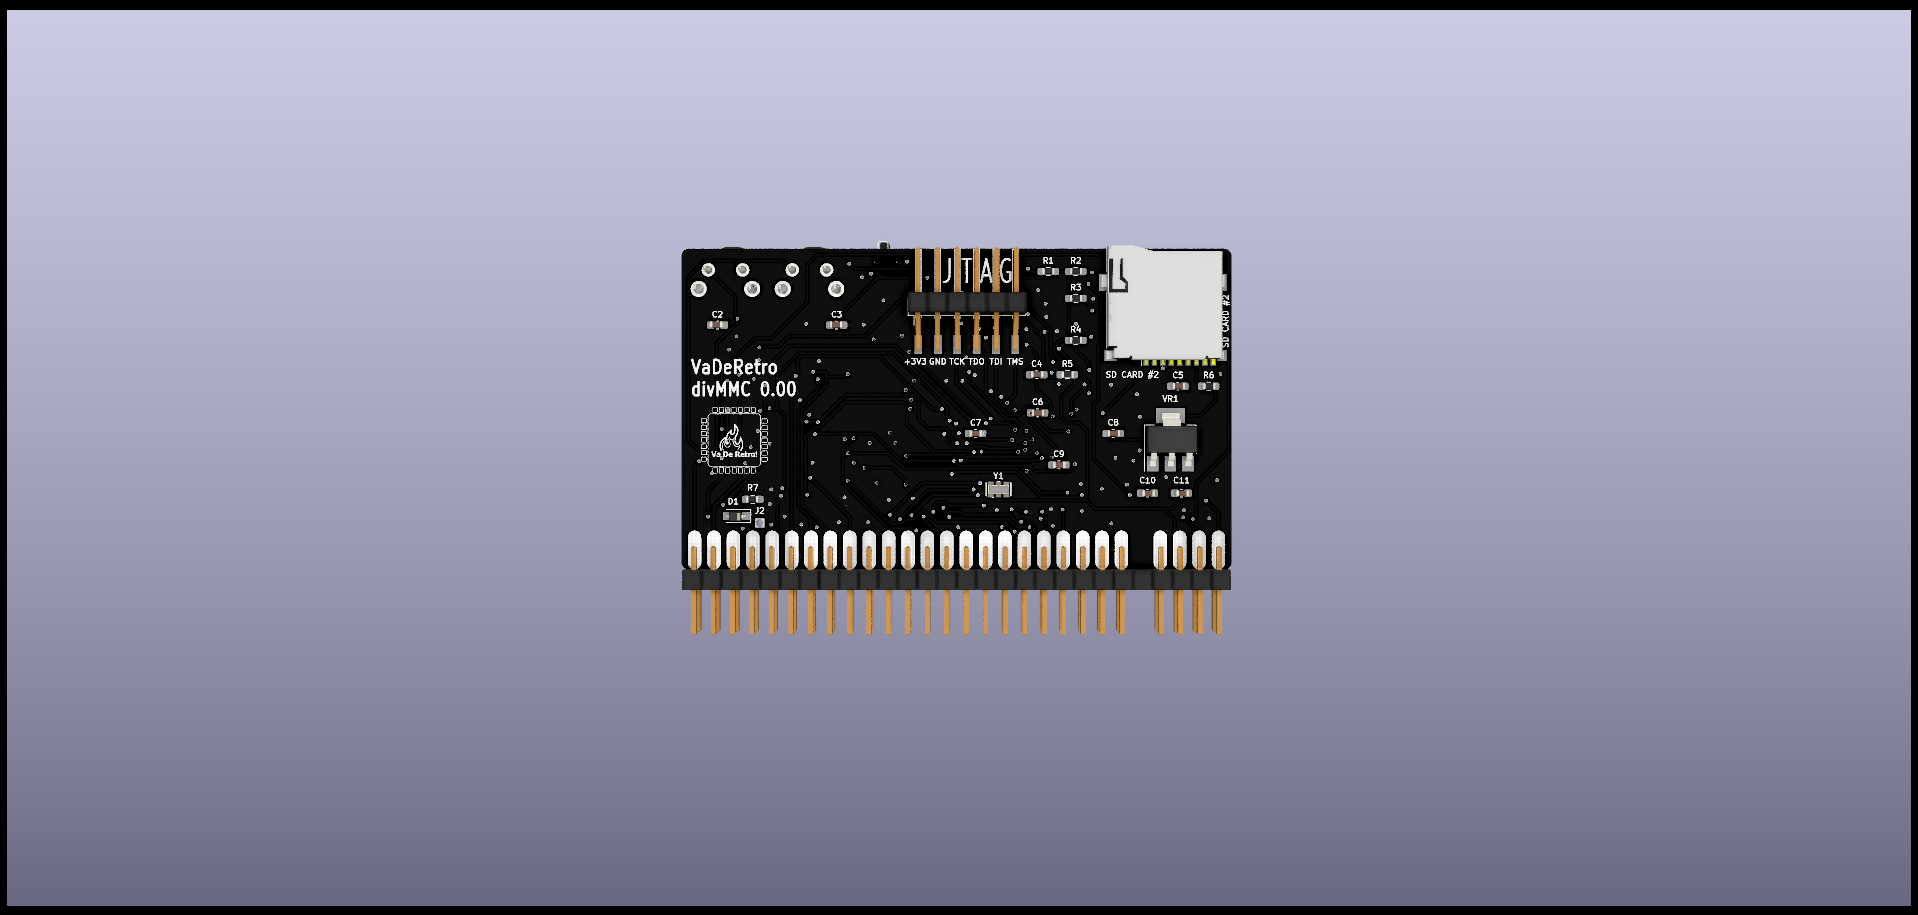 JTAG
R1 R2
R3
SD CARD #2
C2 C3
R4
+3V3 GND TCK TDO TDI TMS
VaDeRetro
divMMC 0.00
C4 R5
SD CARD #2
C5 R6
VR1
C6
C7
C8
Va De Retro!
C9
Y1
C10 C11
R7
D1
J2